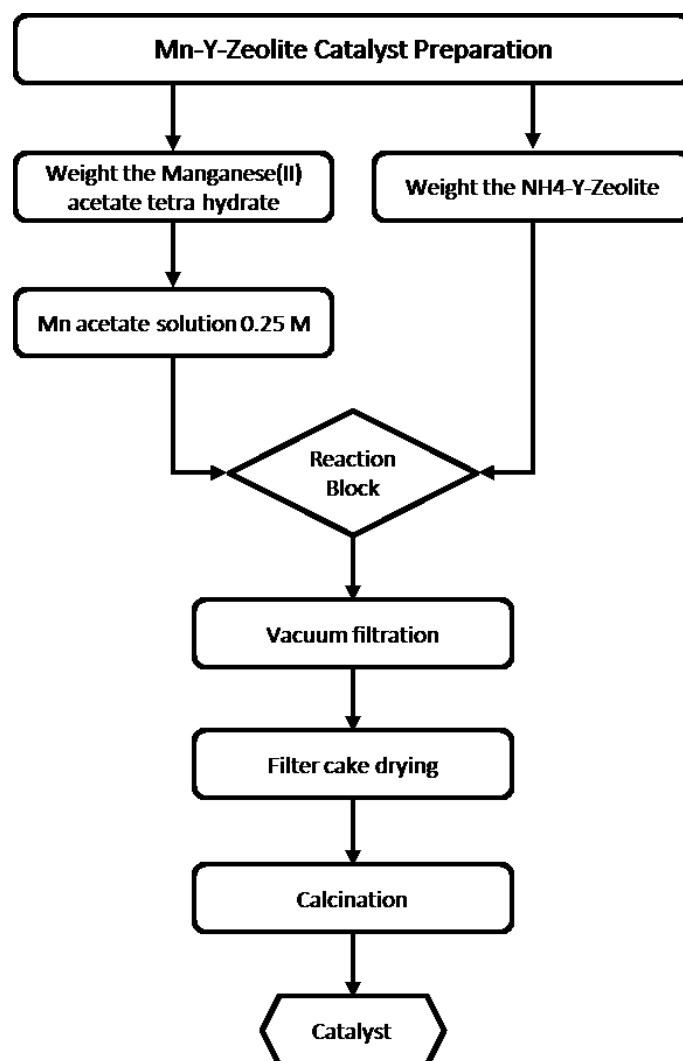 Mn-Y-Zeolite Catalyst Preparation
Weight the Manganese(II)
acetate tetra hydrate
Weight the NH4-Y-Zeolite
Mn acetate solution 0.25 M
Reaction
Block
Vacuum filtration
Filter cake drying
Calcination
Catalyst